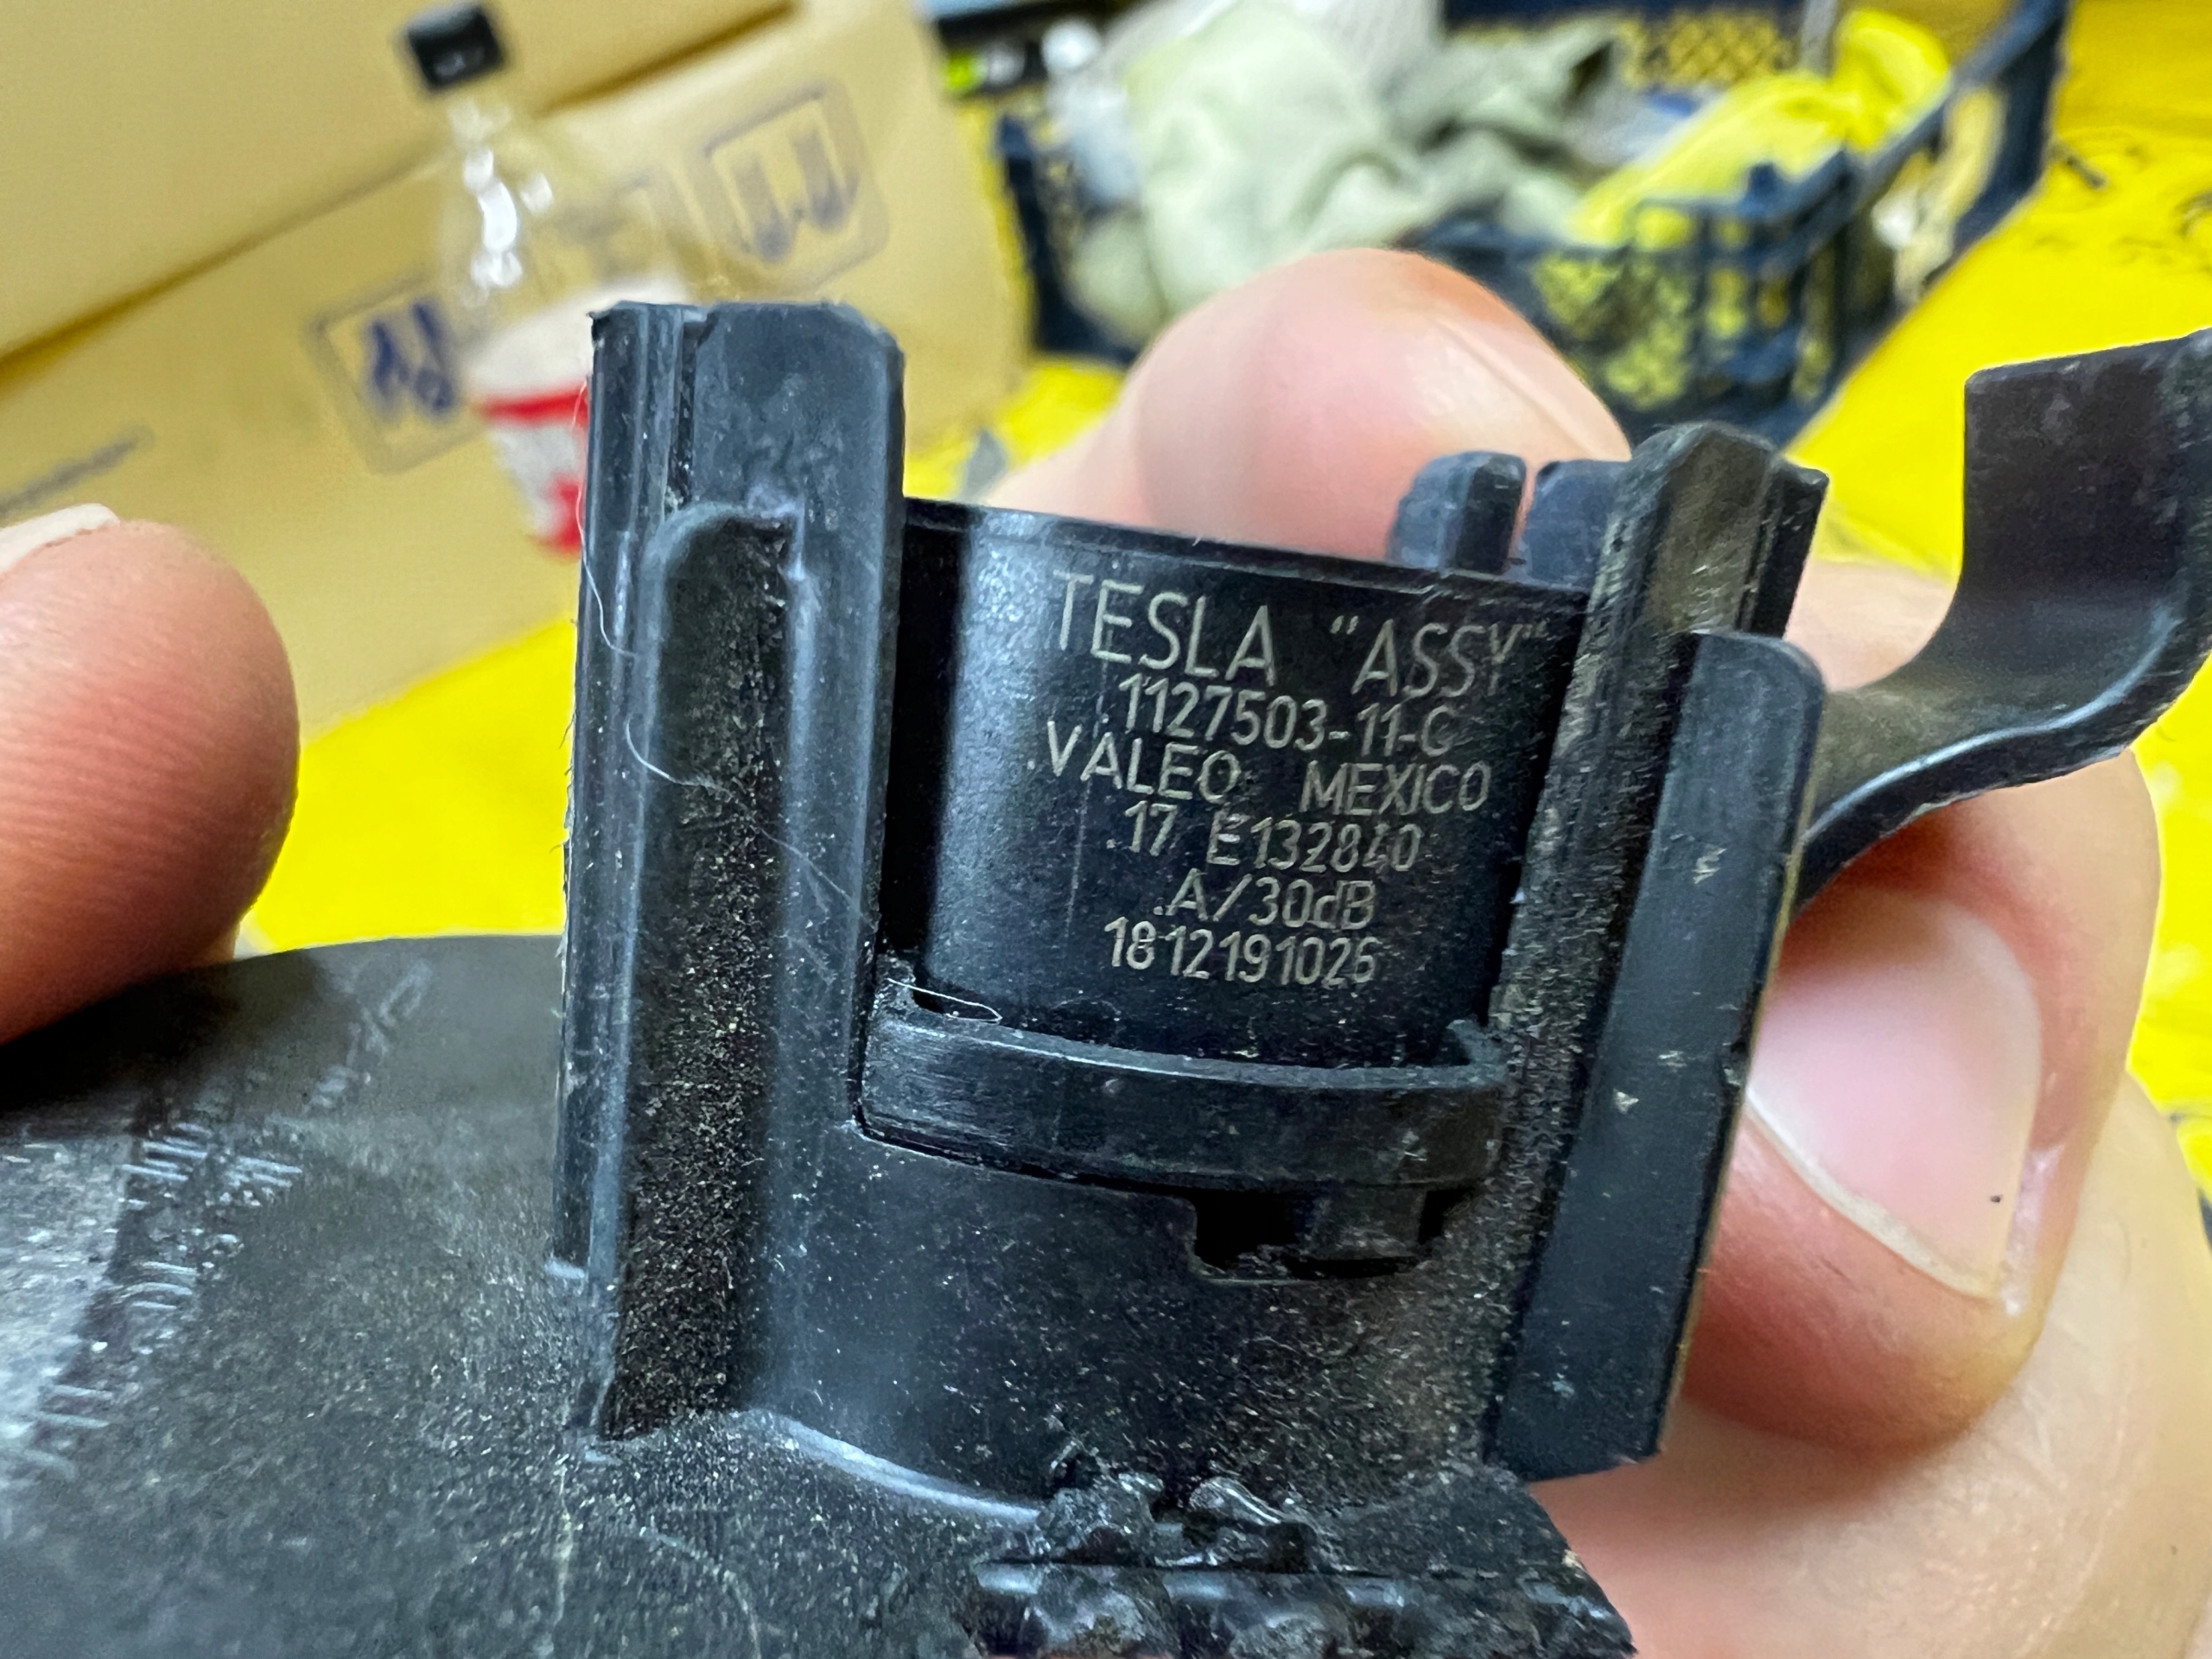 TESLA "ASSY"
1127503-11-C
VALEO MEXICO
17 E132840
A/30dB
1812191026